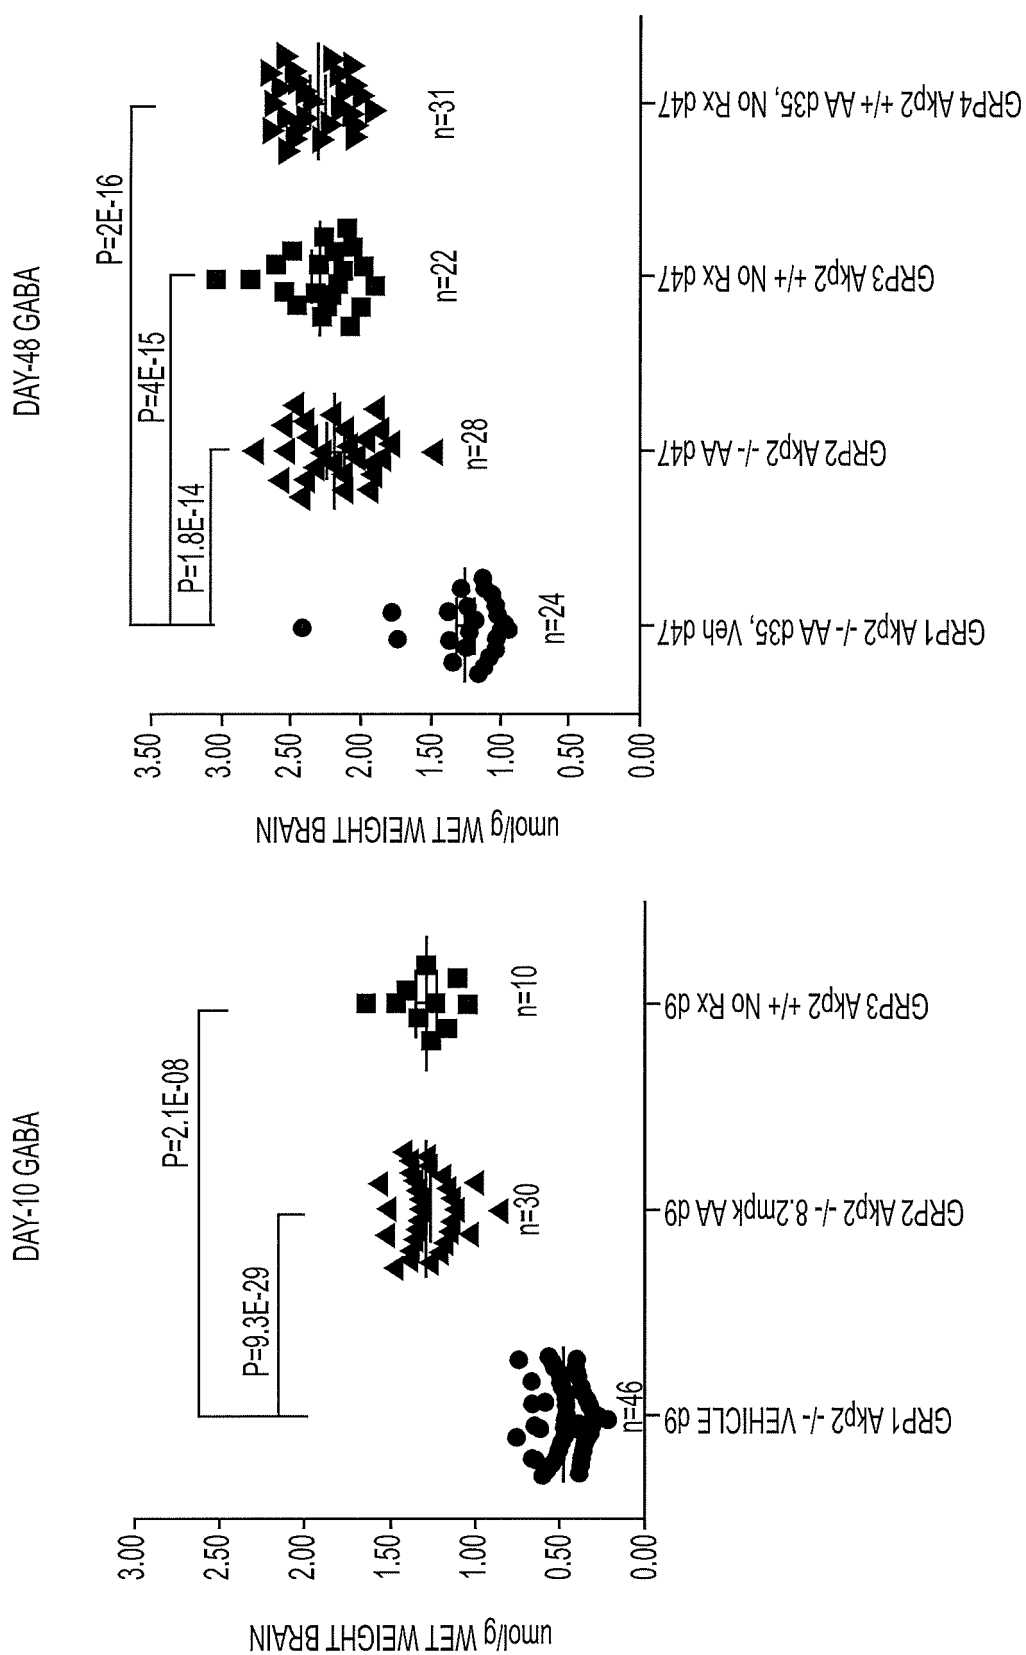 DAY-10 GABA
umol/g WET WEIGHT BRAIN
3.00
2.50
2.00
1.50
1.00
0.50
0.00
P=2.1E-08
P=9.3E-29
n=46
n=30
n=10
GRP1 Akp2 -/- VEHICLE d9
GRP2 Akp2 -/- 8.2mpk AA d9
GRP3 Akp2 +/+ No Rx d9
DAY-48 GABA
umol/g WET WEIGHT BRAIN
3.50
3.00
2.50
2.00
1.50
1.00
0.50
0.00
P=2E-16
P=4E-15
P=1.8E-14
n=24
n=28
n=22
n=31
GRP1 Akp2 -/- AA d35, Veh d47
GRP2 Akp2 -/- AA d47
GRP3 Akp2 +/+ No Rx d47
GRP4 Akp2 +/+ AA d35, No Rx d47